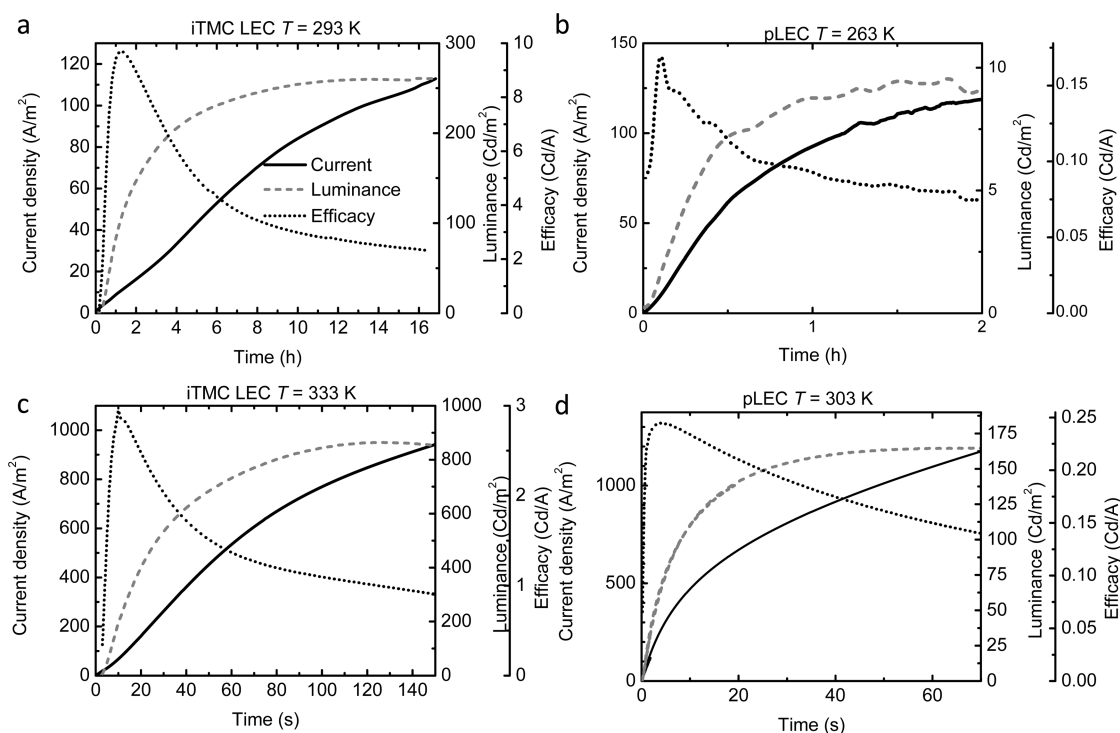 a
iTMC LEC T = 293 K
Current density (A/m²)
120
100
80
60
40
20
0
0 2 4 6 8 10 12 14 16
Time (h)
Current
Luminance
Efficacy
300
200
100
0
Luminance (Cd/m²)
10
8
6
4
2
0
Efficacy (Cd/A)
b
pLEC T = 263 K
Current density (A/m²)
150
100
50
0
0 1 2
Time (h)
10
5
0
Luminance (Cd/m²)
0.15
0.10
0.05
0.00
Efficacy (Cd/A)
c
iTMC LEC T = 333 K
Current density (A/m²)
1000
800
600
400
200
0
0 20 40 60 80 100 120 140
Time (s)
1000
800
600
400
200
0
Luminance (Cd/m²)
3
2
1
0
Efficacy (Cd/A)
d
pLEC T = 303 K
Current density (A/m²)
1000
500
0
0 20 40 60
Time (s)
175
150
125
100
75
50
25
0
Luminance (Cd/m²)
0.25
0.20
0.15
0.10
0.05
0.00
Efficacy (Cd/A)